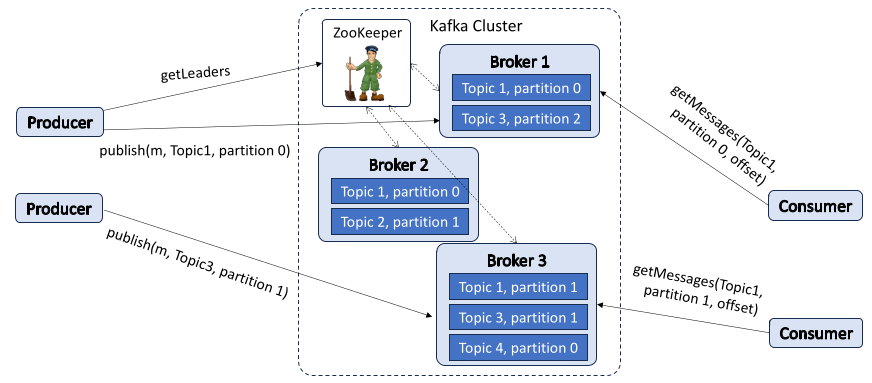 Kafka Cluster
ZooKeeper
getLeaders
Producer
publish(m, Topic1, partition 0)
Broker 1
Topic 1, partition 0
Topic 3, partition 2
getMessages(Topic1,
partition 0, offset)
Broker 2
Topic 1, partition 0
Topic 2, partition 1
Producer
publish(m, Topic3, partition 1)
Consumer
Broker 3
Topic 1, partition 1
Topic 3, partition 1
Topic 4, partition 0
getMessages(Topic1,
partition 1, offset)
Consumer